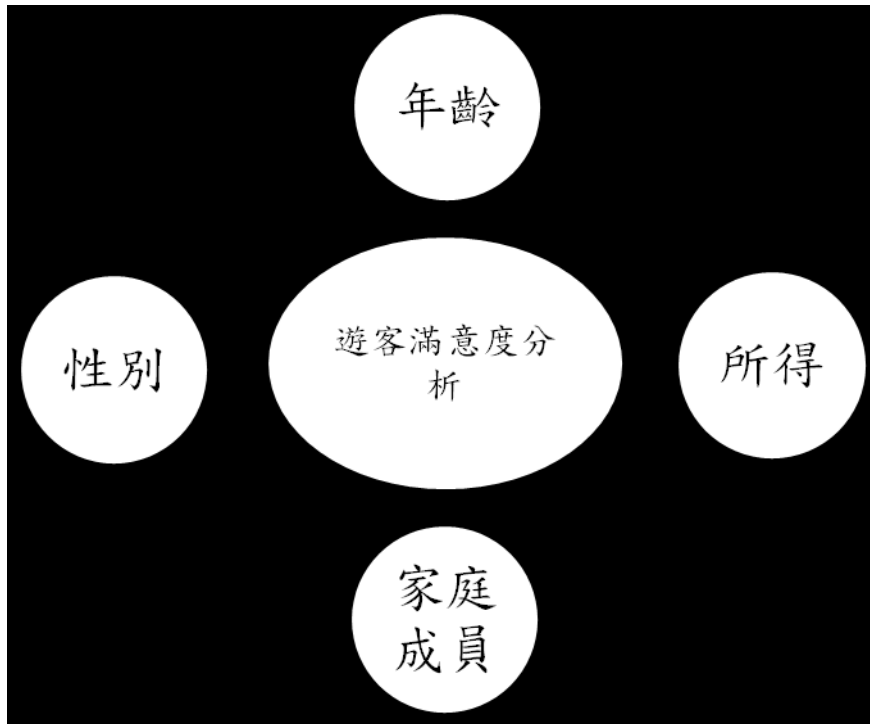 年齡
性別
遊客滿意度分
析
所得
家庭
成員